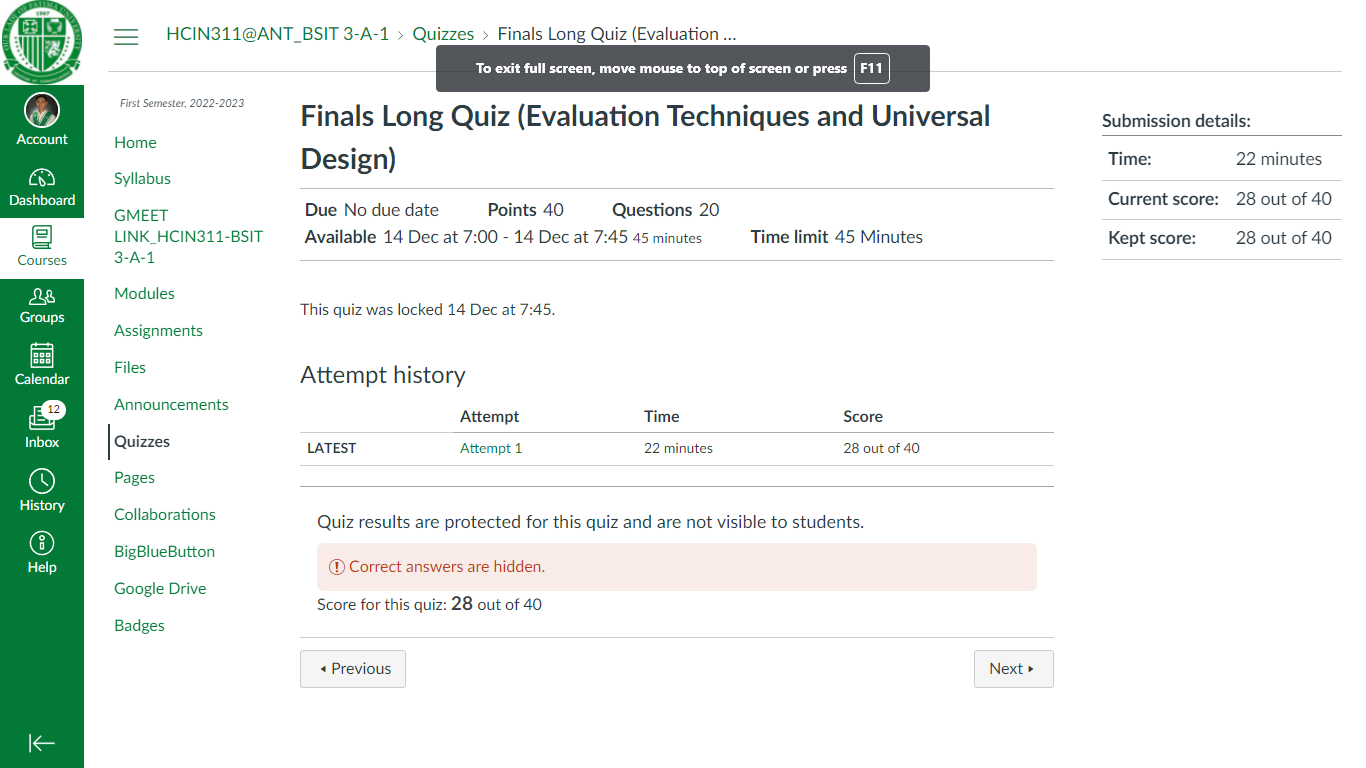 HCIN311@ANT_BSIT 3-A-1 › Quizzes › Finals Long Quiz (Evaluation ...
To exit full screen, move mouse to top of screen or press F11
Account
Dashboard
Courses
Groups
Calendar
12
Inbox
History
Help
First Semester, 2022-2023
Home
Syllabus
GMEET
LINK_HCIN311-BSIT
3-A-1
Modules
Assignments
Files
Announcements
Quizzes
Pages
Collaborations
BigBlueButton
Google Drive
Badges
Finals Long Quiz (Evaluation Techniques and Universal
Design)
Due No due date Points 40 Questions 20
Available 14 Dec at 7:00 - 14 Dec at 7:45 45 minutes Time limit 45 Minutes
This quiz was locked 14 Dec at 7:45.
Attempt history
Attempt Time Score
LATEST Attempt 1 22 minutes 28 out of 40
Quiz results are protected for this quiz and are not visible to students.
Correct answers are hidden.
Score for this quiz: 28 out of 40
Previous
Next
Submission details:
Time: 22 minutes
Current score: 28 out of 40
Kept score: 28 out of 40